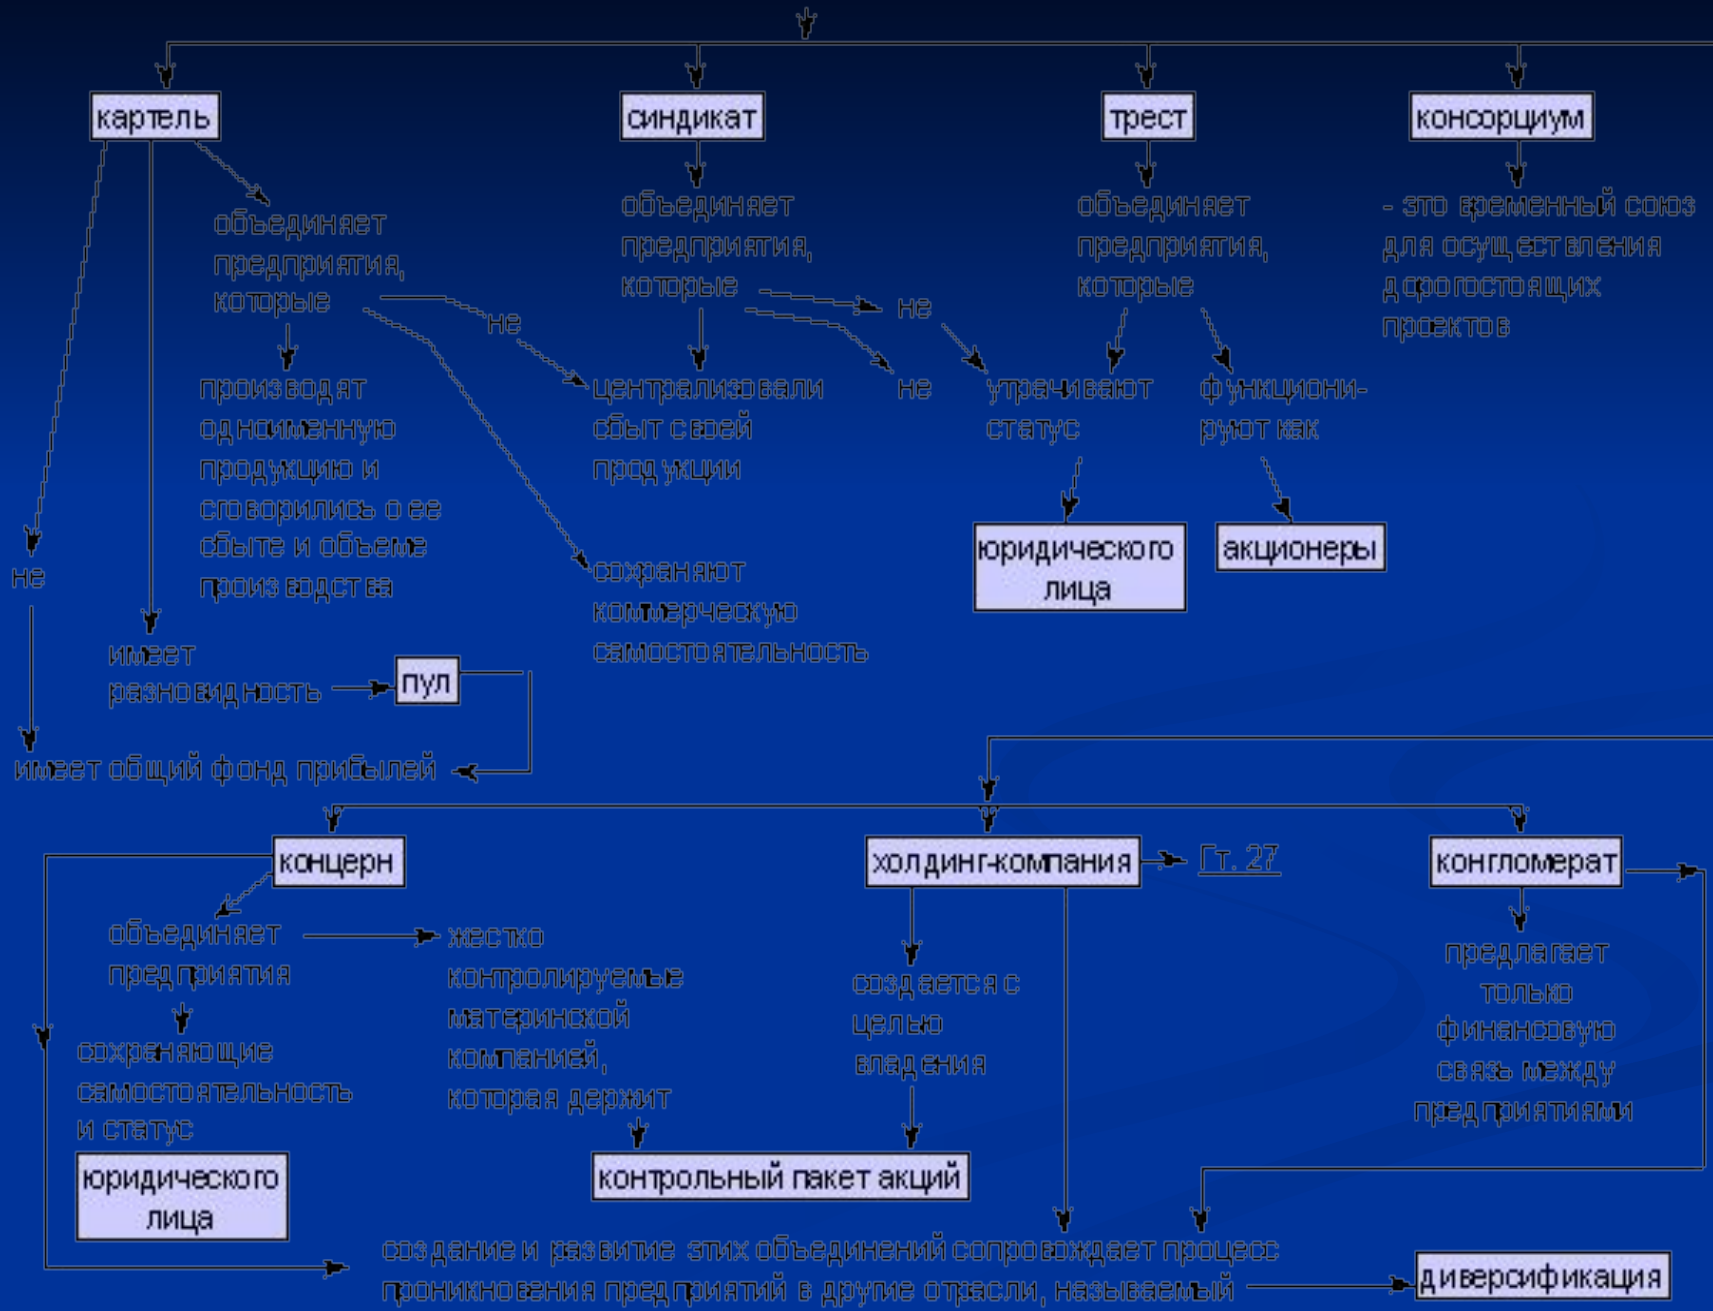 картель
синдикат
трест
консорциум
объединяет
предприятия,
которые
объединяет
предприятия,
которые
объединяет
предприятия,
которые
- это временный союз
для осуществления
дорогостоящих
проектов
не
не
не
производят
одноименную
продукцию и
сговорились о ее
сбыте и объеме
производства
централизовали
сбыт своей
продукции
утрачивают
статус
функциони-
руют как
юридического
лица
акционеры
не
сохраняют
коммерческую
самостоятельность
имеет
разновидность
пул
имеет общий фонд прибылей
концерн
холдинг-компания
Гт. 27
конгломерат
объединяет
предприятия
жестко
контролируемые
материнской
компанией,
которая держит
создается с
целью
владения
предлагает
только
финансовую
связь между
предприятиями
сохраняющие
самостоятельность
и статус
юридического
лица
контрольный пакет акций
создание и развитие этих объединений сопровождает процесс
проникновения предприятий в другие отрасли, называемый
диверсификация